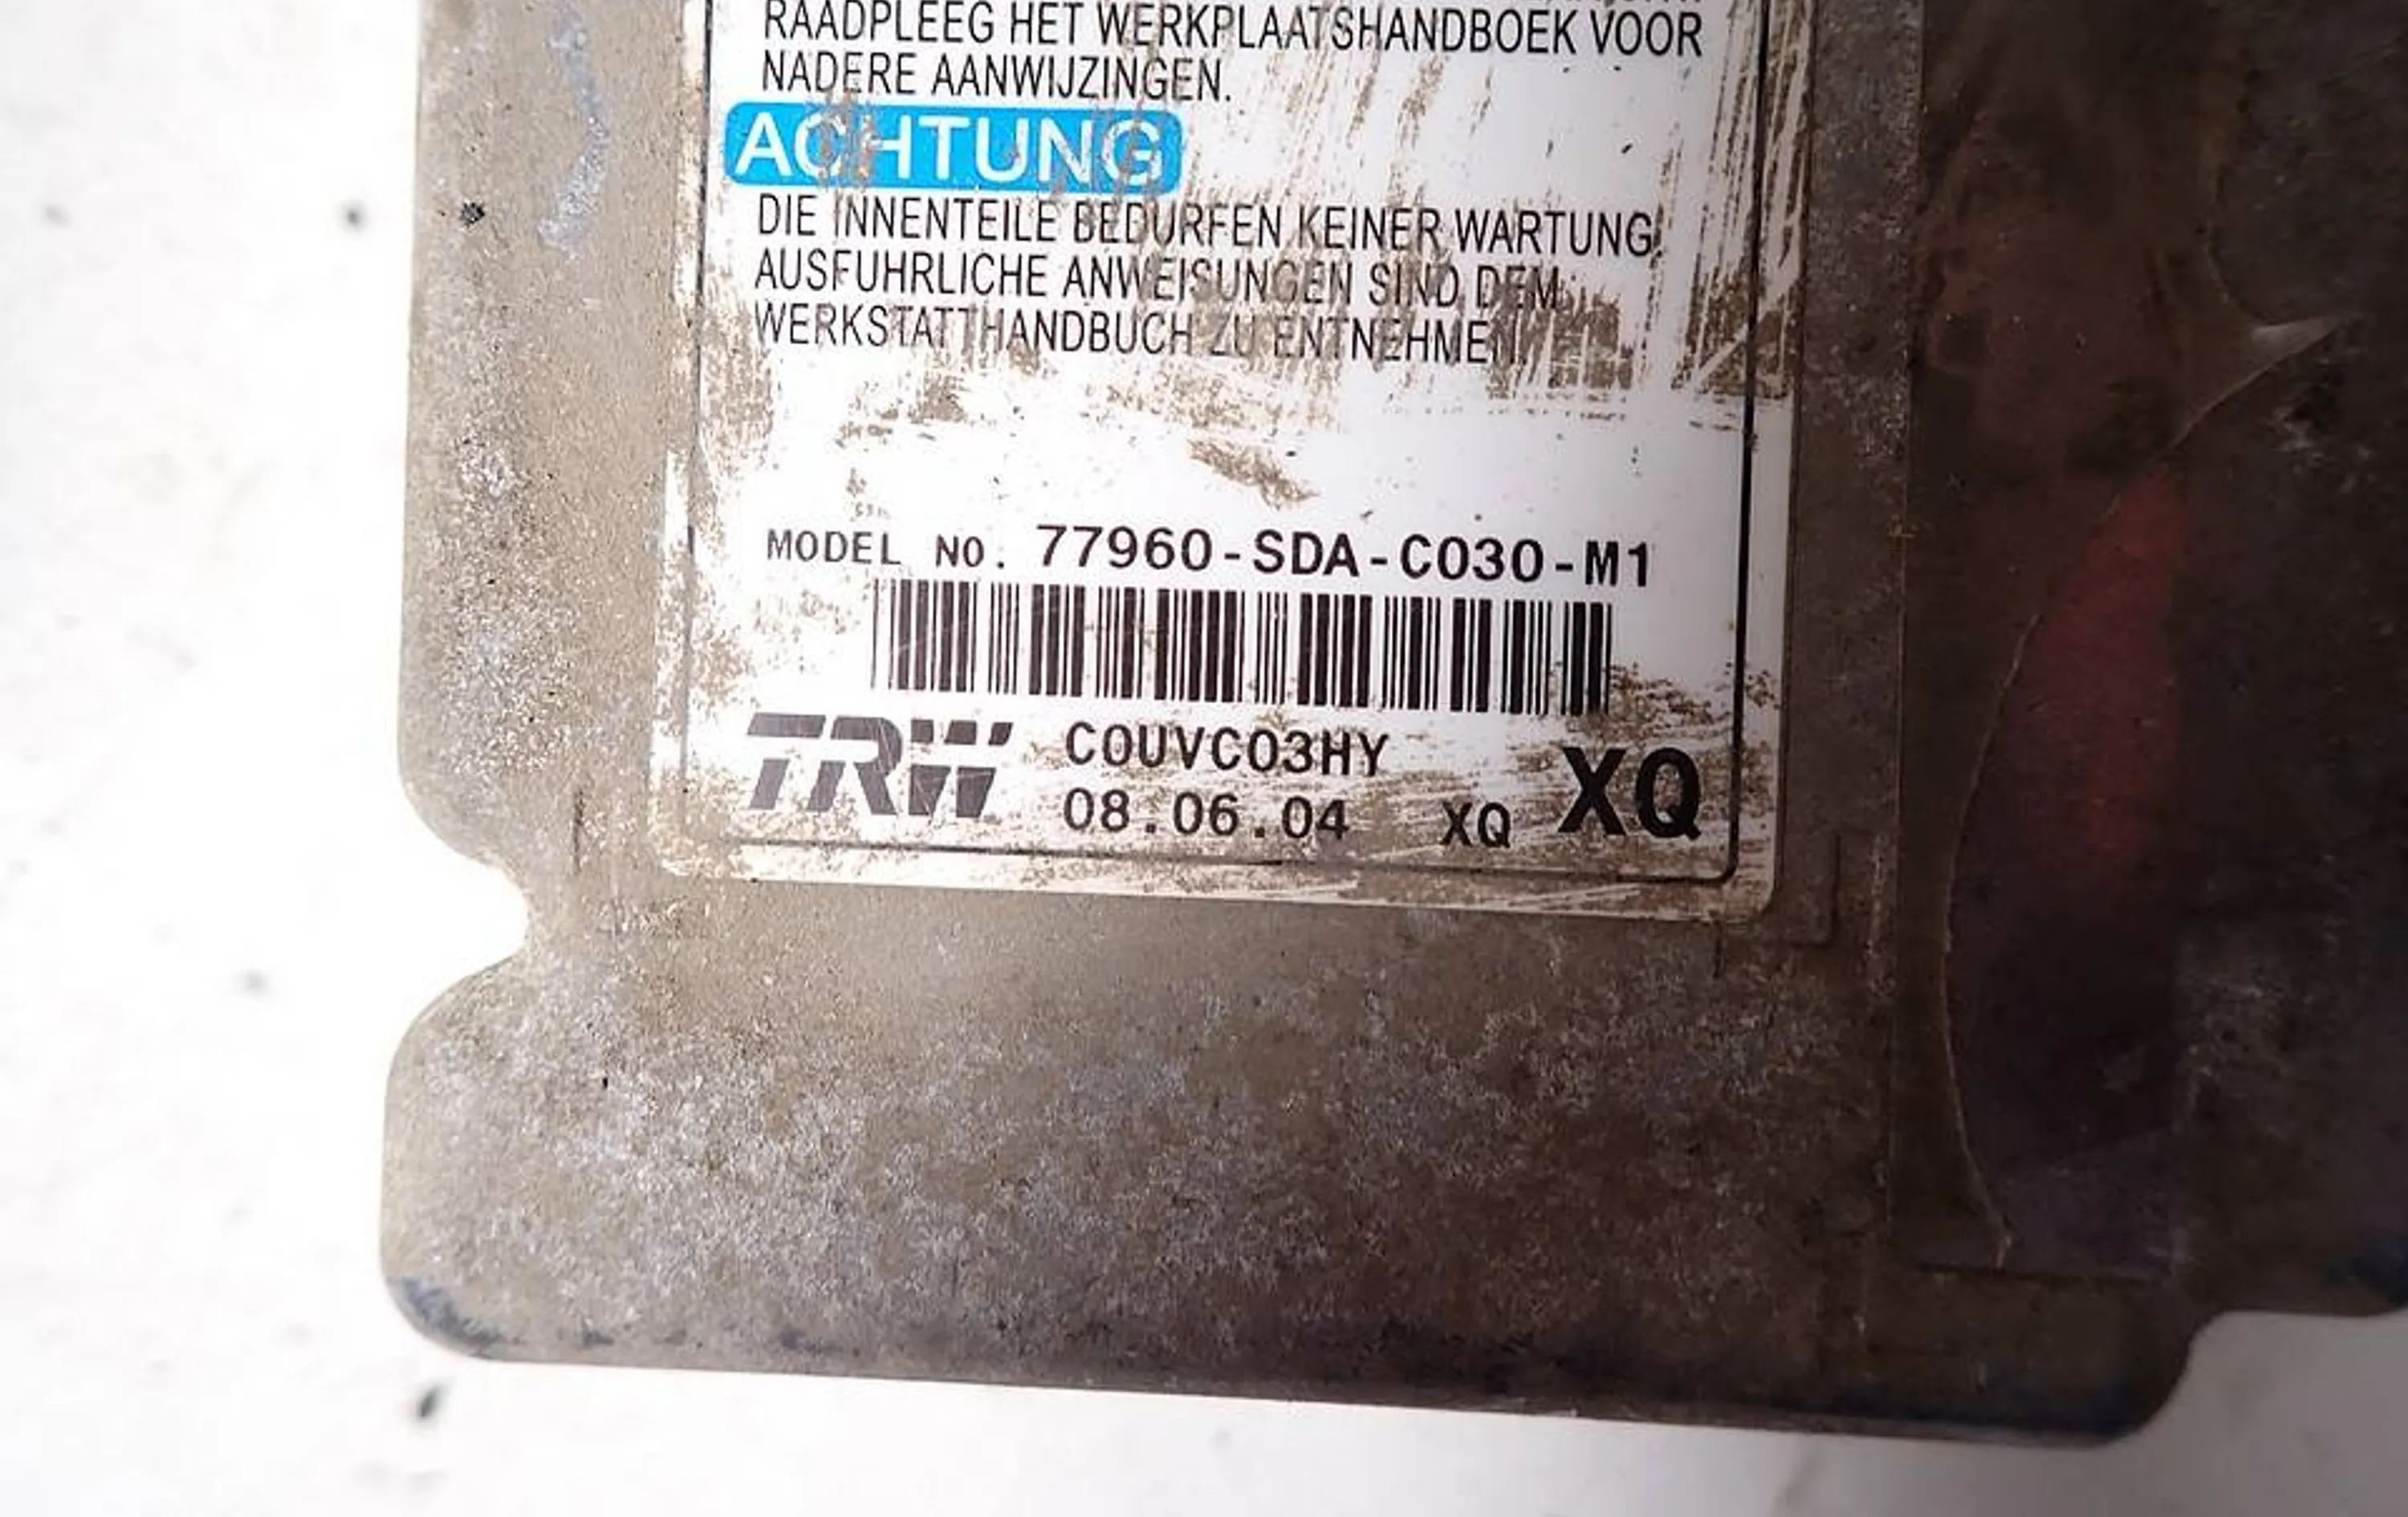 RAADPLEEG HET WERKPLAATSHANDBOEK VOOR
NADERE AANWIJZINGEN.
ACHTUNG
DIE INNENTEILE BEDURFEN KEINER WARTUNG.
AUSFUHRLICHE ANWEISUNGEN SIND DEM
WERKSTATTHANDBUCH ZU ENTNEHMEN.
MODEL NO. 77960-SDA-C030-M1
TRW C0UVC03HY
08.06.04 XQ XQ